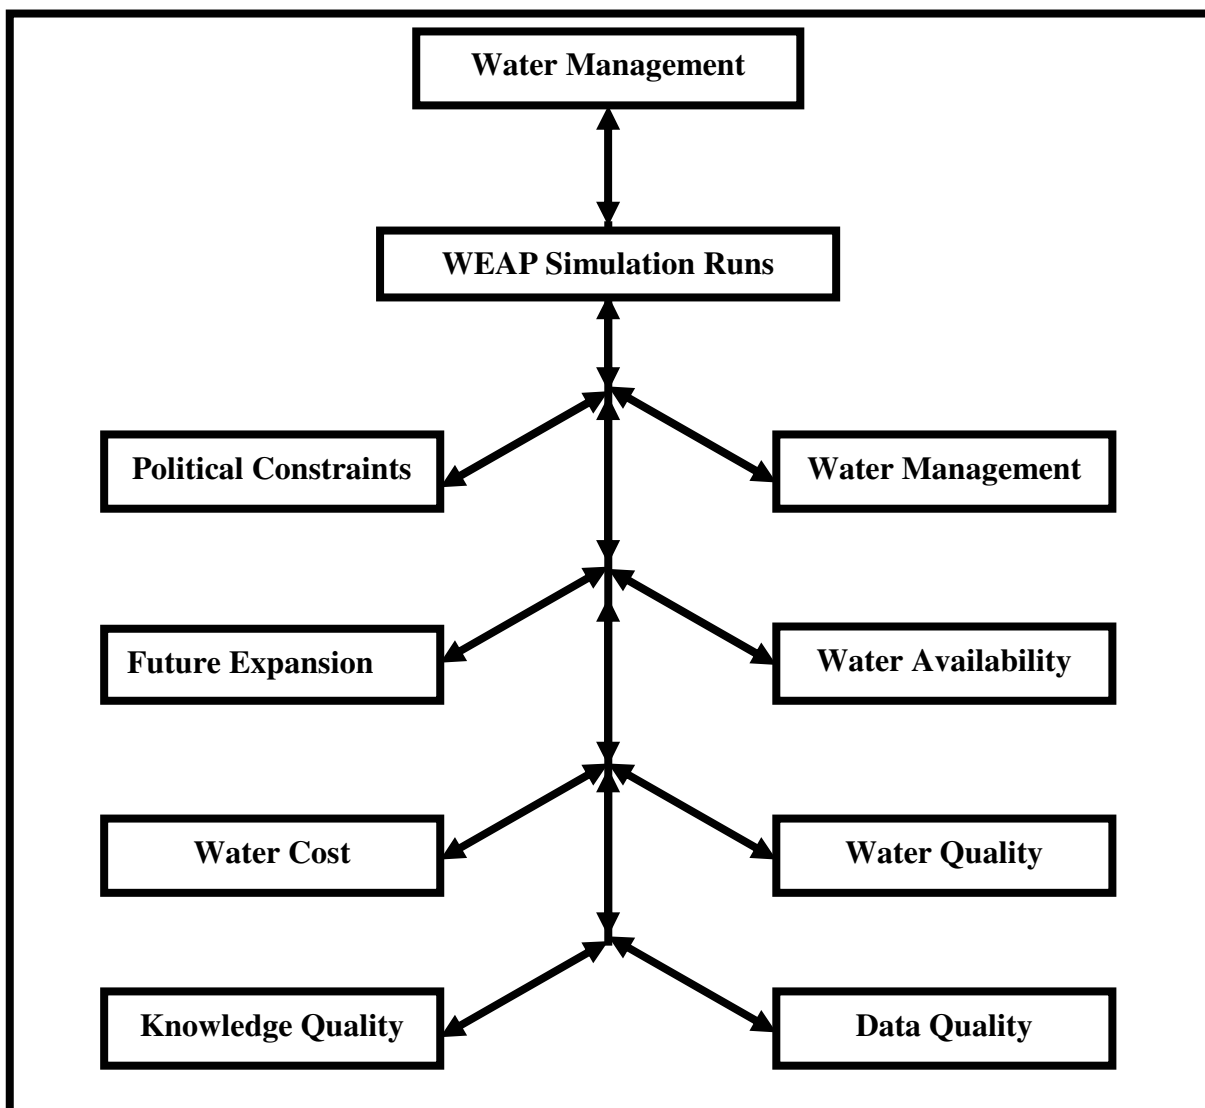 Water Management
WEAP Simulation Runs
Political Constraints
Water Management
Future Expansion
Water Availability
Water Cost
Water Quality
Knowledge Quality
Data Quality